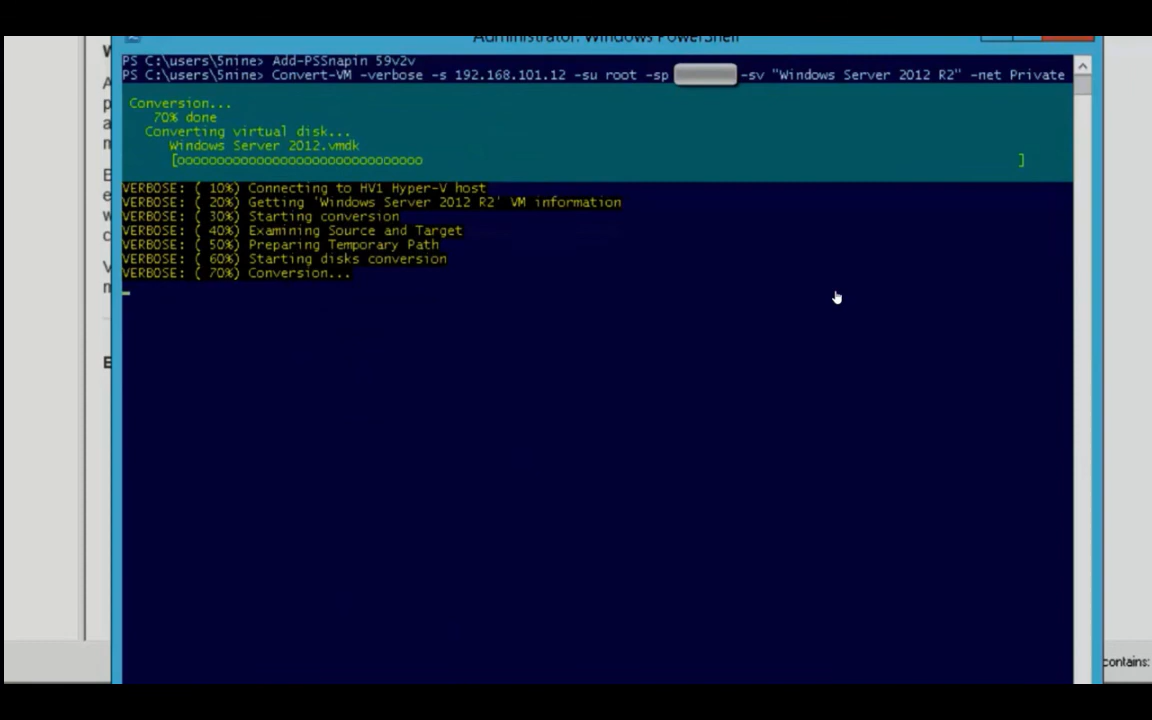 Administrator: Windows PowerShell
PS C:\users\5nine> Add-PSSnapin 59v2v
PS C:\users\5nine> Convert-VM -verbose -s 192.168.101.12 -su root -sp -sv "Windows Server 2012 R2" -net Private
Conversion...
70% done
Converting virtual disk...
Windows Server 2012.vmdk
[ooooooooooooooooooooooooooooooo ]
VERBOSE: ( 10%) Connecting to HV1 Hyper-V host
VERBOSE: ( 20%) Getting 'Windows Server 2012 R2' VM information
VERBOSE: ( 30%) Starting conversion
VERBOSE: ( 40%) Examining Source and Target
VERBOSE: ( 50%) Preparing Temporary Path
VERBOSE: ( 60%) Starting disks conversion
VERBOSE: ( 70%) Conversion...
contains: